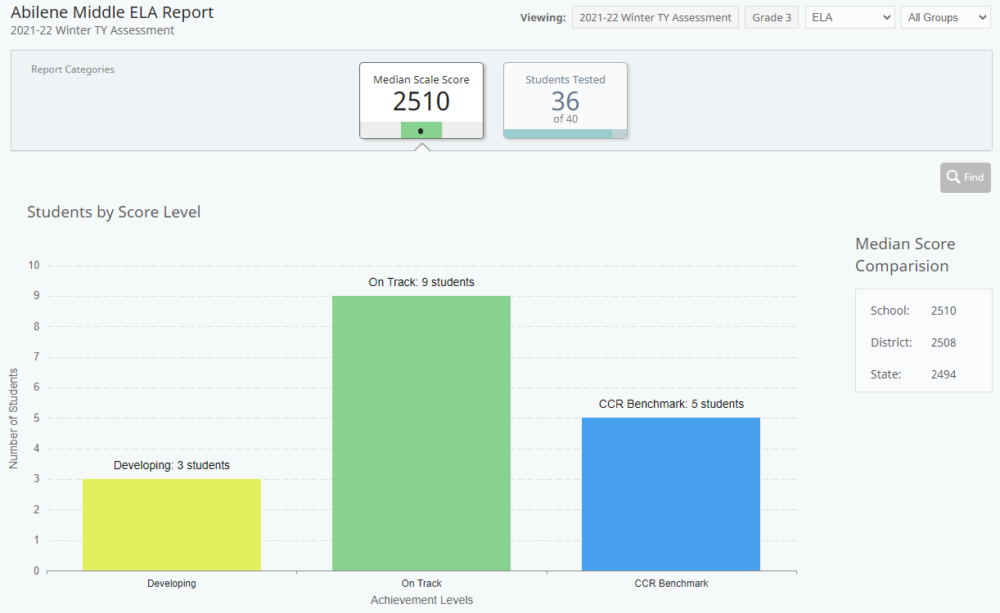 Abilene Middle ELA Report
2021-22 Winter TY Assessment
Viewing: 2021-22 Winter TY Assessment Grade 3 ELA All Groups
Report Categories
Median Scale Score
2510
Students Tested
36
of 40
Find
Students by Score Level
Number of Students
10
9
8
7
6
5
4
3
2
1
0
Developing: 3 students
On Track: 9 students
CCR Benchmark: 5 students
Developing
On Track
CCR Benchmark
Achievement Levels
Median Score
Comparision
School: 2510
District: 2508
State: 2494